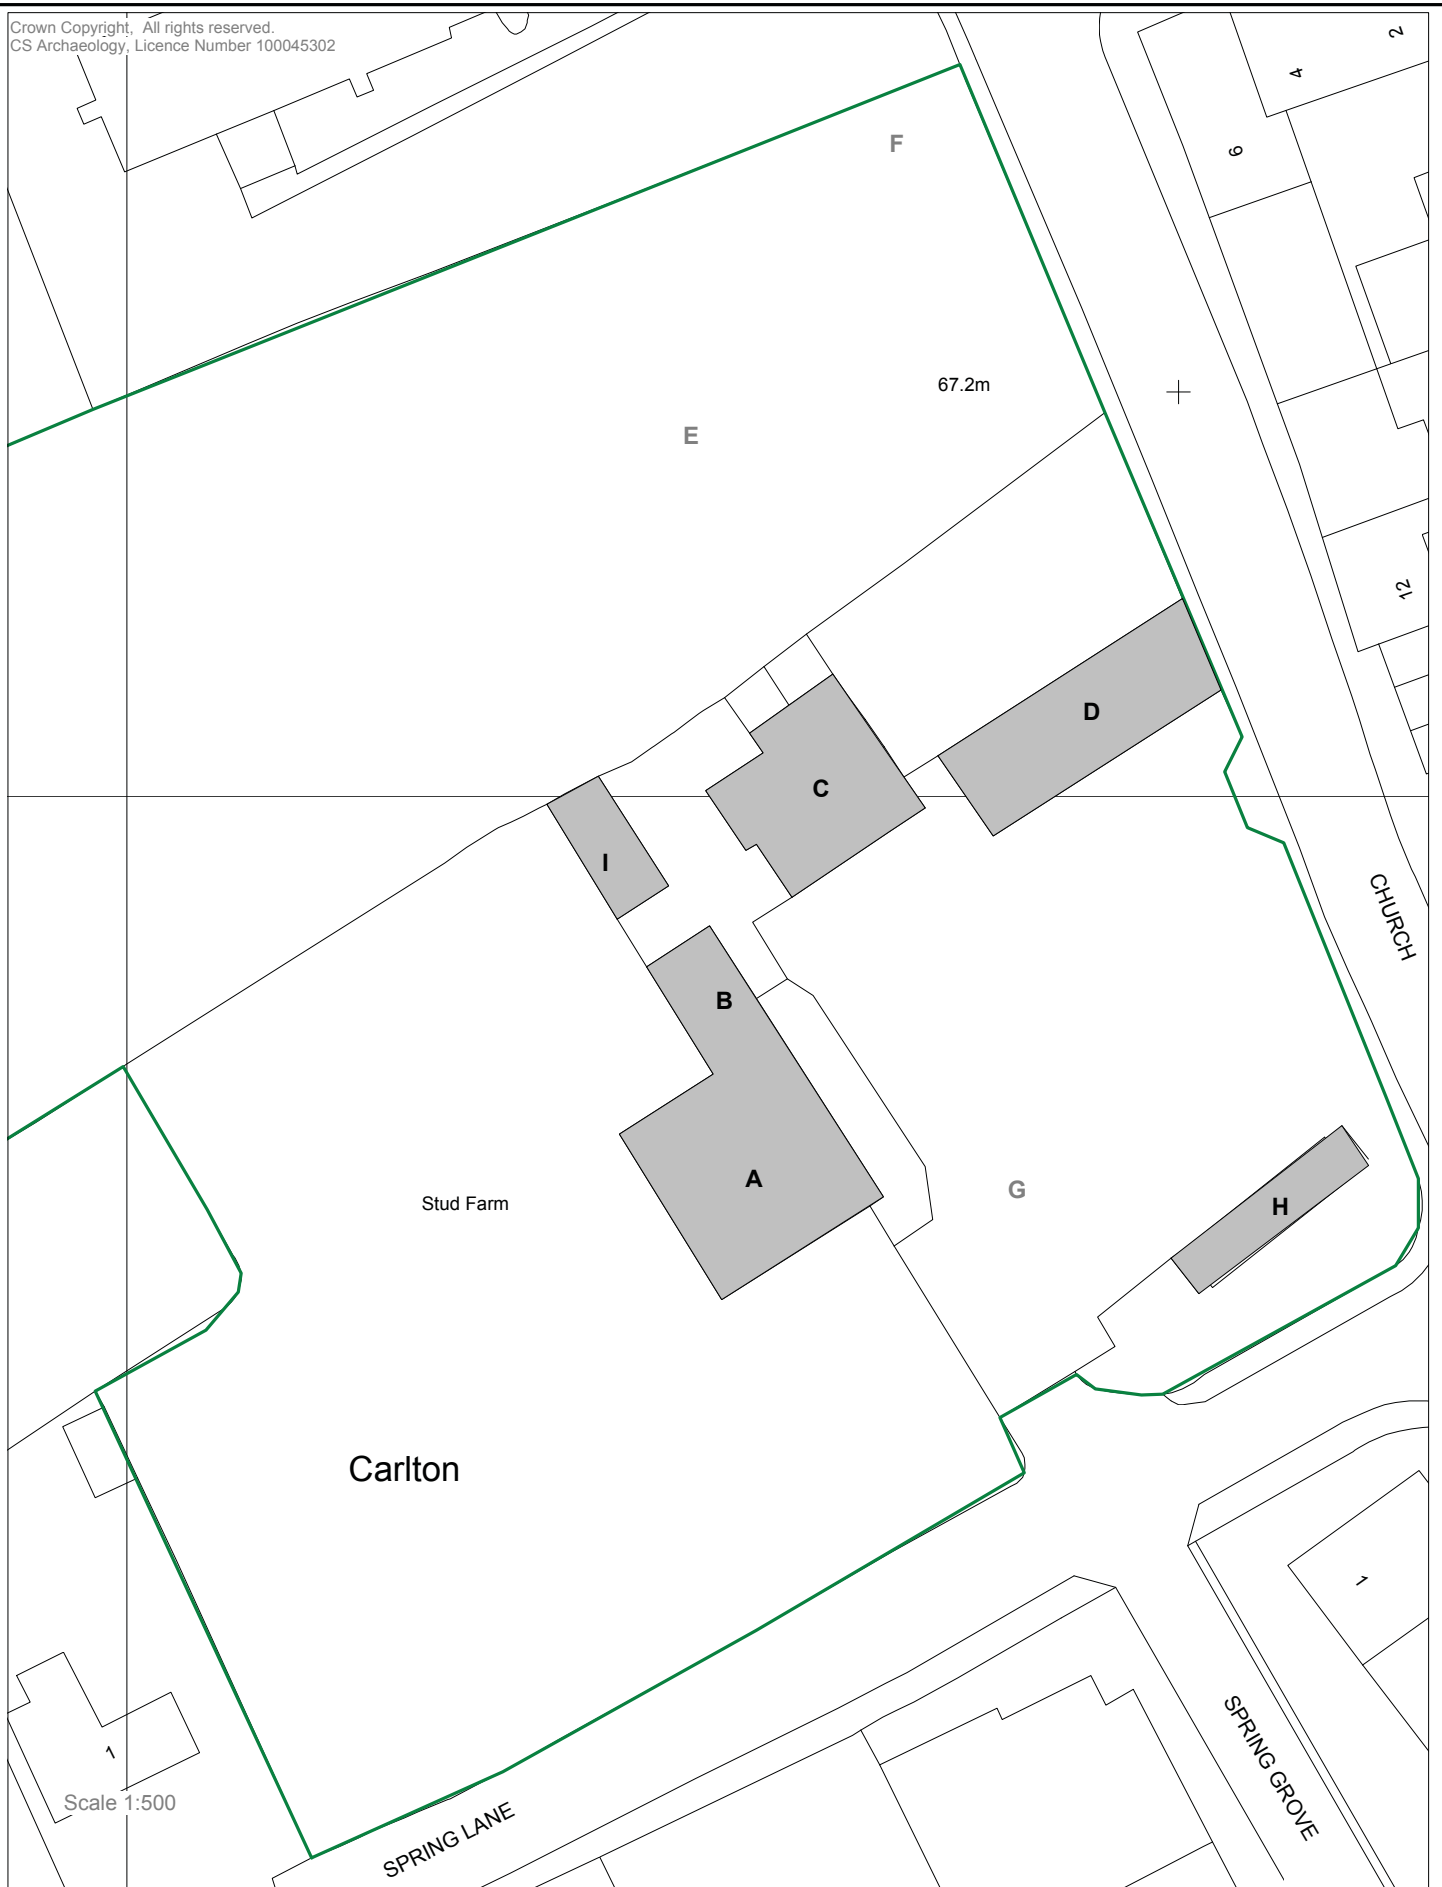 Crown Copyright, All rights reserved.
CS Archaeology, Licence Number 100045302
2
4
6
F
67.2m
E
12
D
C
I
CHURCH
B
A
G
H
Stud Farm
Carlton
1
1
Scale 1:500
SPRING LANE
SPRING GROVE